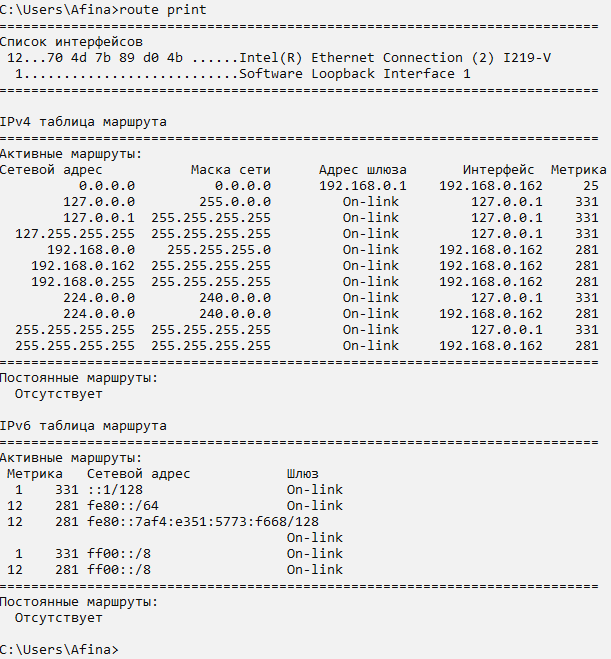 C:\Users\Afina>route print
===========================================================================
Список интерфейсов
 12...70 4d 7b 89 d0 4b ......Intel(R) Ethernet Connection (2) I219-V
  1...........................Software Loopback Interface 1
===========================================================================

IPv4 таблица маршрута
===========================================================================
Активные маршруты:
Сетевой адрес           Маска сети      Адрес шлюза       Интерфейс  Метрика
          0.0.0.0          0.0.0.0      192.168.0.1    192.168.0.162     25
        127.0.0.0        255.0.0.0         On-link         127.0.0.1    331
        127.0.0.1  255.255.255.255         On-link         127.0.0.1    331
  127.255.255.255  255.255.255.255         On-link         127.0.0.1    331
      192.168.0.0    255.255.255.0         On-link     192.168.0.162    281
    192.168.0.162  255.255.255.255         On-link     192.168.0.162    281
    192.168.0.255  255.255.255.255         On-link     192.168.0.162    281
        224.0.0.0        240.0.0.0         On-link         127.0.0.1    331
        224.0.0.0        240.0.0.0         On-link     192.168.0.162    281
  255.255.255.255  255.255.255.255         On-link         127.0.0.1    331
  255.255.255.255  255.255.255.255         On-link     192.168.0.162    281
===========================================================================
Постоянные маршруты:
  Отсутствует

IPv6 таблица маршрута
===========================================================================
Активные маршруты:
 Метрика   Сетевой адрес            Шлюз
  1    331 ::1/128                  On-link
 12    281 fe80::/64                On-link
 12    281 fe80::7af4:e351:5773:f668/128
                                    On-link
  1    331 ff00::/8                 On-link
 12    281 ff00::/8                 On-link
===========================================================================
Постоянные маршруты:
  Отсутствует

C:\Users\Afina>